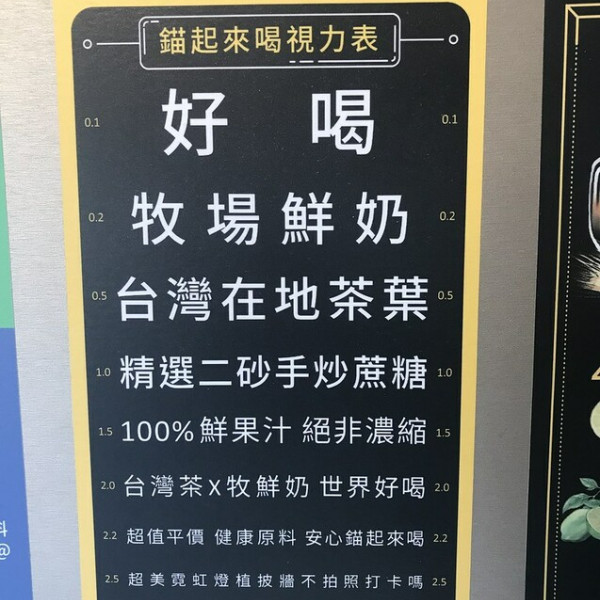 錨起來喝視力表
0.1 好喝 0.1
0.2 牧場鮮奶 0.2
0.5 台灣在地茶葉 0.5
1.0 精選二砂手炒蔗糖 1.0
1.5 100%鮮果汁 絕非濃縮 1.5
2.0 台灣茶X牧鮮奶 世界好喝 2.0
2.2 超值平價 健康原料 安心錨起來喝 2.2
2.5 超美霓虹燈植披牆不拍照打卡嗎 2.5
料
@